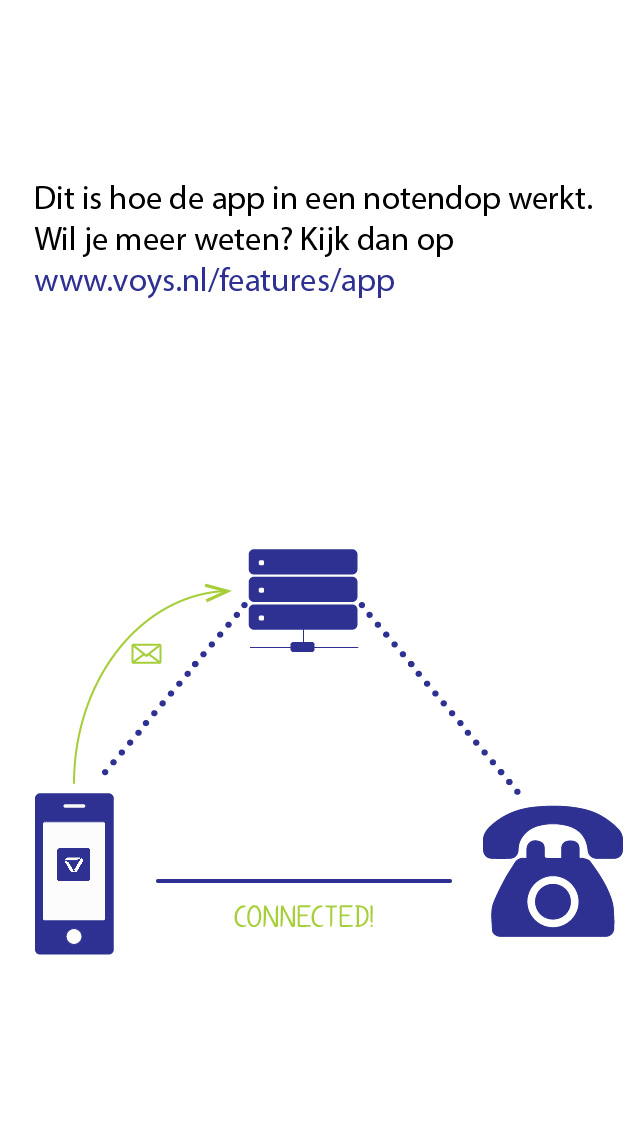 Dit is hoe de app in een notendop werkt.
Wil je meer weten? Kijk dan op
www.voys.nl/features/app
CONNECTED!